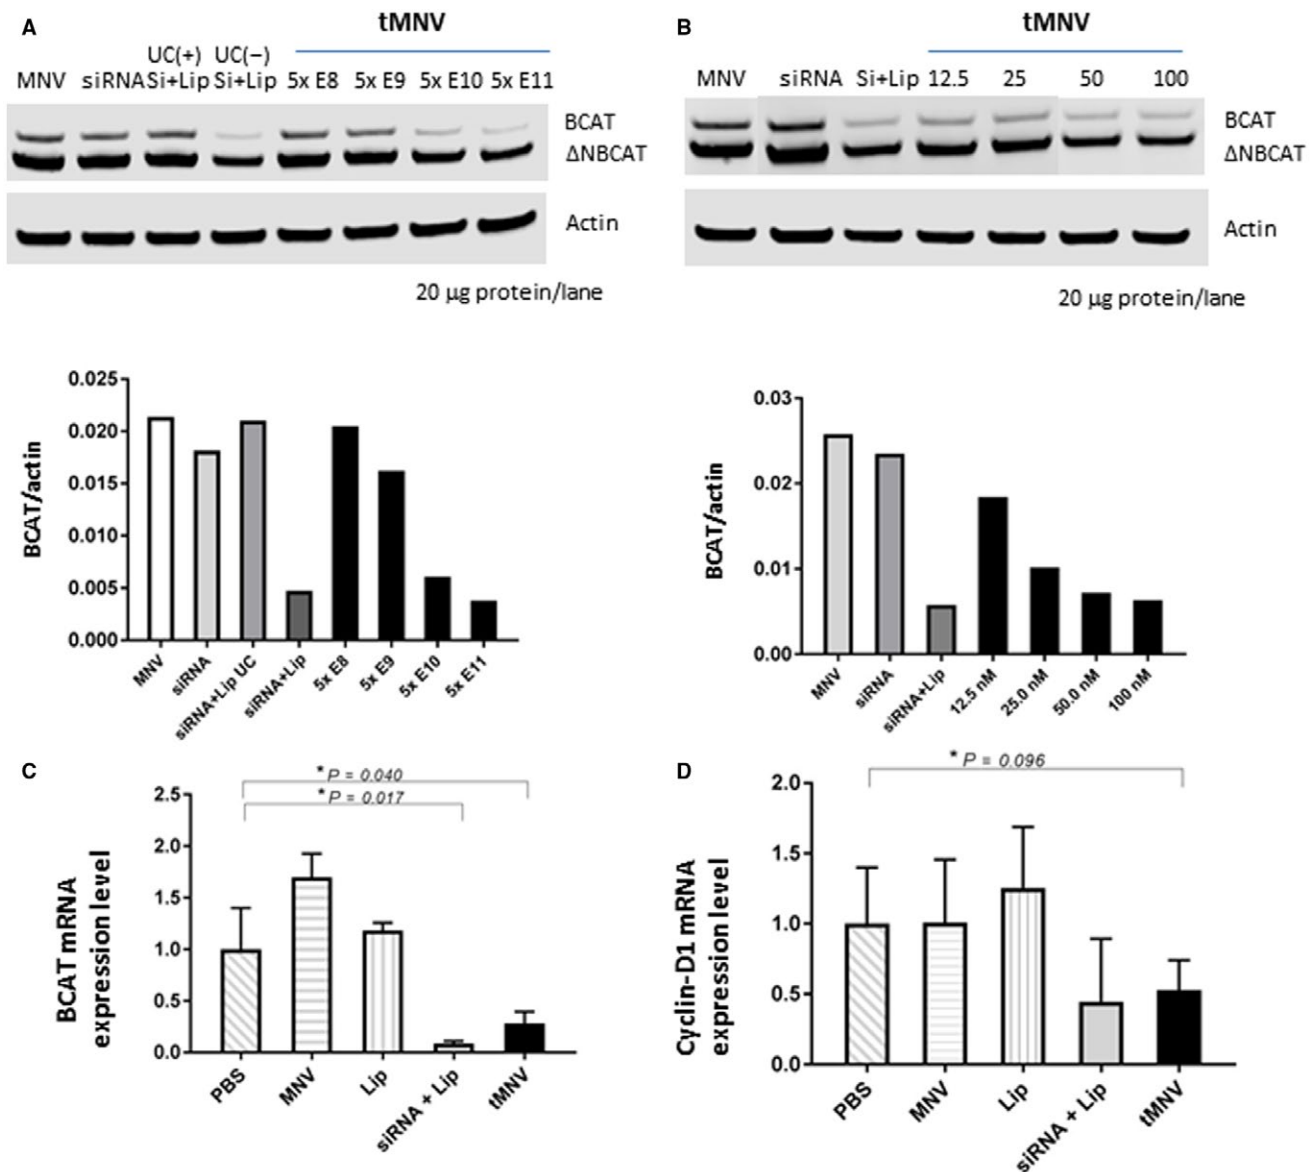 A
tMNV
UC(+) UC(−)
MNV siRNA Si+Lip Si+Lip 5x E8 5x E9 5x E10 5x E11
BCAT
ΔNBCAT
Actin
20 µg protein/lane
BCAT/actin
0.025
0.020
0.015
0.010
0.005
0.000
MNV
siRNA
siRNA+Lip UC
siRNA+Lip
5x E8
5x E9
5x E10
5x E11
B
tMNV
MNV siRNA Si+Lip 12.5 25 50 100
BCAT
ΔNBCAT
Actin
20 µg protein/lane
BCAT/actin
0.03
0.02
0.01
0.00
MNV
siRNA
siRNA+Lip
12.5 nM
25.0 nM
50.0 nM
100 nM
C
* P = 0.040
* P = 0.017
BCAT mRNA
expression level
2.5
2.0
1.5
1.0
0.5
0.0
PBS
MNV
Lip
siRNA + Lip
tMNV
D
* P = 0.096
Cyclin-D1 mRNA
expression level
2.0
1.5
1.0
0.5
0.0
PBS
MNV
Lip
siRNA + Lip
tMNV